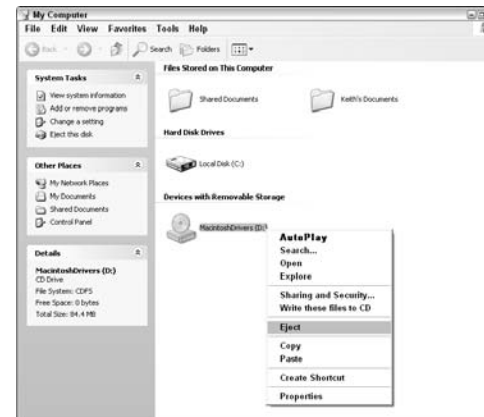 My Computer
File Edit View Favorites Tools Help
Back Search Folders
System Tasks
View system information
Add or remove programs
Change a setting
Eject this disk
Other Places
My Network Places
My Documents
Shared Documents
Control Panel
Details
MacintoshDrivers (D:)
CD Drive
File System: CDFS
Free Space: 0 bytes
Total Size: 84.4 MB
Files Stored on This Computer
Shared Documents Keith's Documents
Hard Disk Drives
Local Disk (C:)
Devices with Removable Storage
MacintoshDrivers (D:)
AutoPlay
Search...
Open
Explore
Sharing and Security...
Write these files to CD
Eject
Copy
Paste
Create Shortcut
Properties